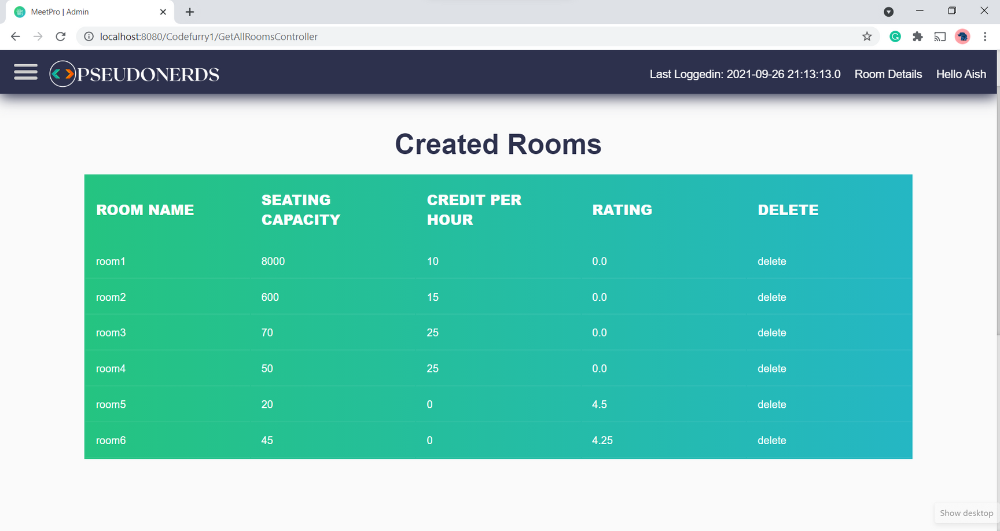 MeetPro | Admin
localhost:8080/Codefurry1/GetAllRoomsController
PSEUDONERDS
Last Loggedin: 2021-09-26 21:13:13.0 Room Details Hello Aish
Created Rooms
ROOM NAME SEATING CAPACITY CREDIT PER HOUR RATING DELETE
room1 8000 10 0.0 delete
room2 600 15 0.0 delete
room3 70 25 0.0 delete
room4 50 25 0.0 delete
room5 20 0 4.5 delete
room6 45 0 4.25 delete
Show desktop